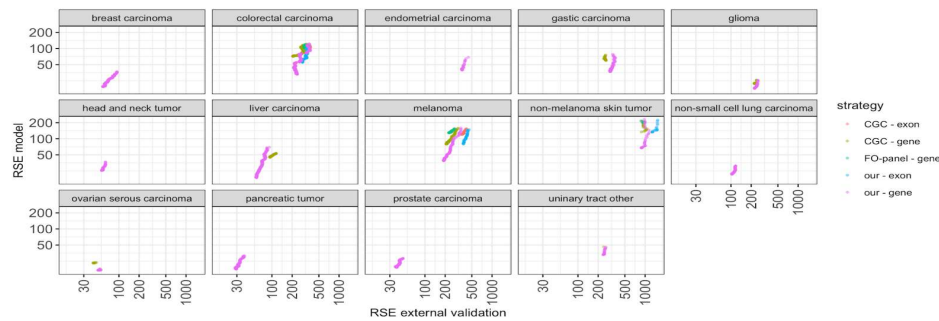 breast carcinoma
colorectal carcinoma
endometrial carcinoma
gastic carcinoma
glioma
200
100
50
head and neck tumor
liver carcinoma
melanoma
non-melanoma skin tumor
non-small cell lung carcinoma
200
100
50
30
100
200
500
1000
ovarian serous carcinoma
pancreatic tumor
prostate carcinoma
uninary tract other
200
100
50
30
100
200
500
1000
30
100
200
500
1000
30
100
200
500
1000
30
100
200
500
1000
RSE model
RSE external validation
strategy
CGC - exon
CGC - gene
FO-panel - gene
our - exon
our - gene